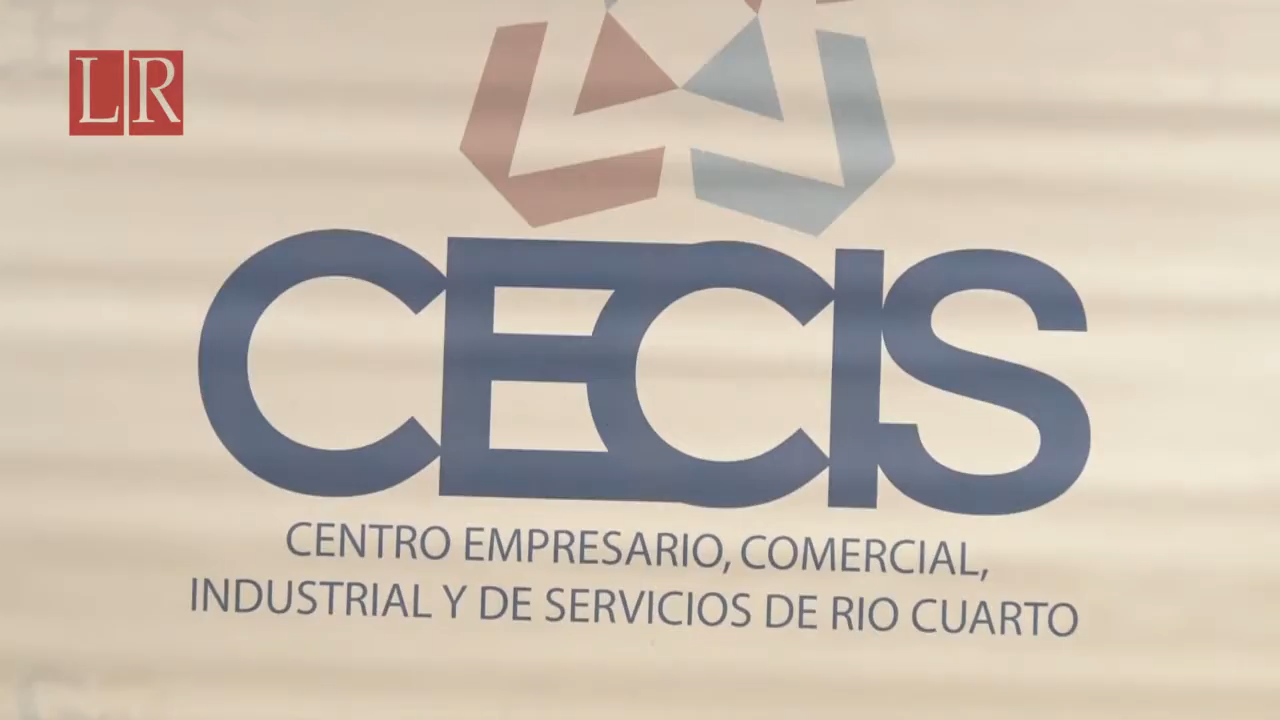 LR
CECIS
CENTRO EMPRESARIO, COMERCIAL,
INDUSTRIAL Y DE SERVICIOS DE RIO CUARTO